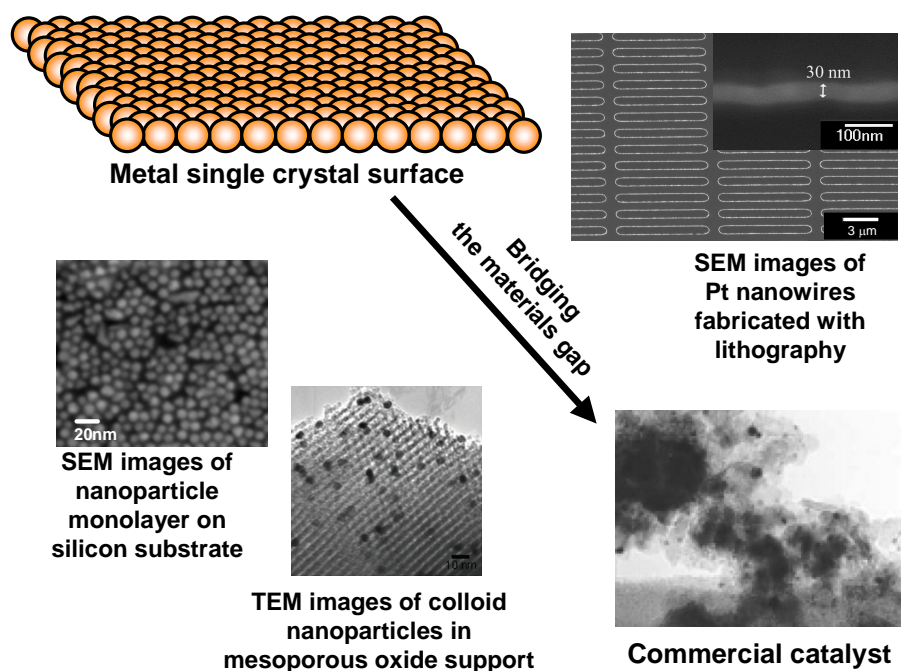 Metal single crystal surface
30 nm
100nm
3 μm
SEM images of
Pt nanowires
fabricated with
lithography
Bridging
the materials gap
20nm
SEM images of
nanoparticle
monolayer on
silicon substrate
10 nm
TEM images of colloid
nanoparticles in
mesoporous oxide support
Commercial catalyst